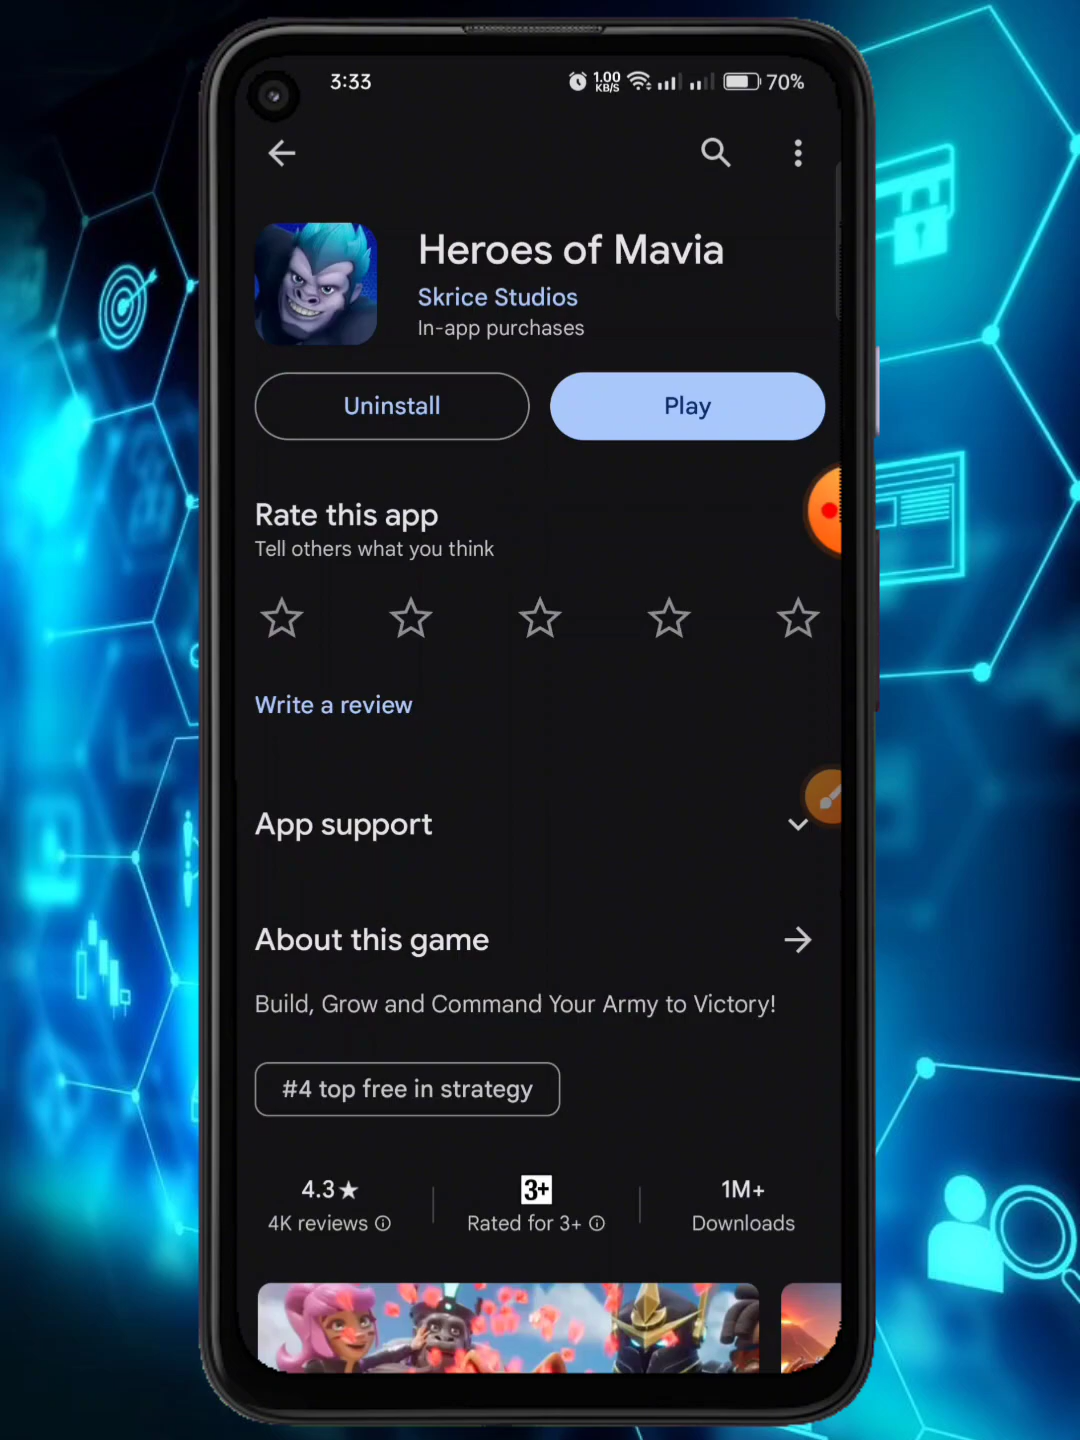 3:33
1.00
KB/S
70%
Heroes of Mavia
Skrice Studios
In-app purchases
Uninstall
Play
Rate this app
Tell others what you think
Write a review
App support
About this game
Build, Grow and Command Your Army to Victory!
#4 top free in strategy
4.3★
3+
1M+
4K reviews
Rated for 3+
Downloads